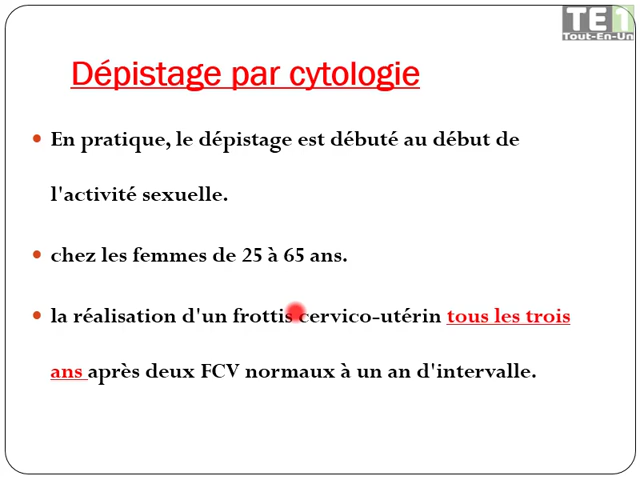 TE1
Tout-En-Un
Dépistage par cytologie
• En pratique, le dépistage est débuté au début de
l'activité sexuelle.
• chez les femmes de 25 à 65 ans.
• la réalisation d'un frottis cervico-utérin tous les trois
ans après deux FCV normaux à un an d'intervalle.